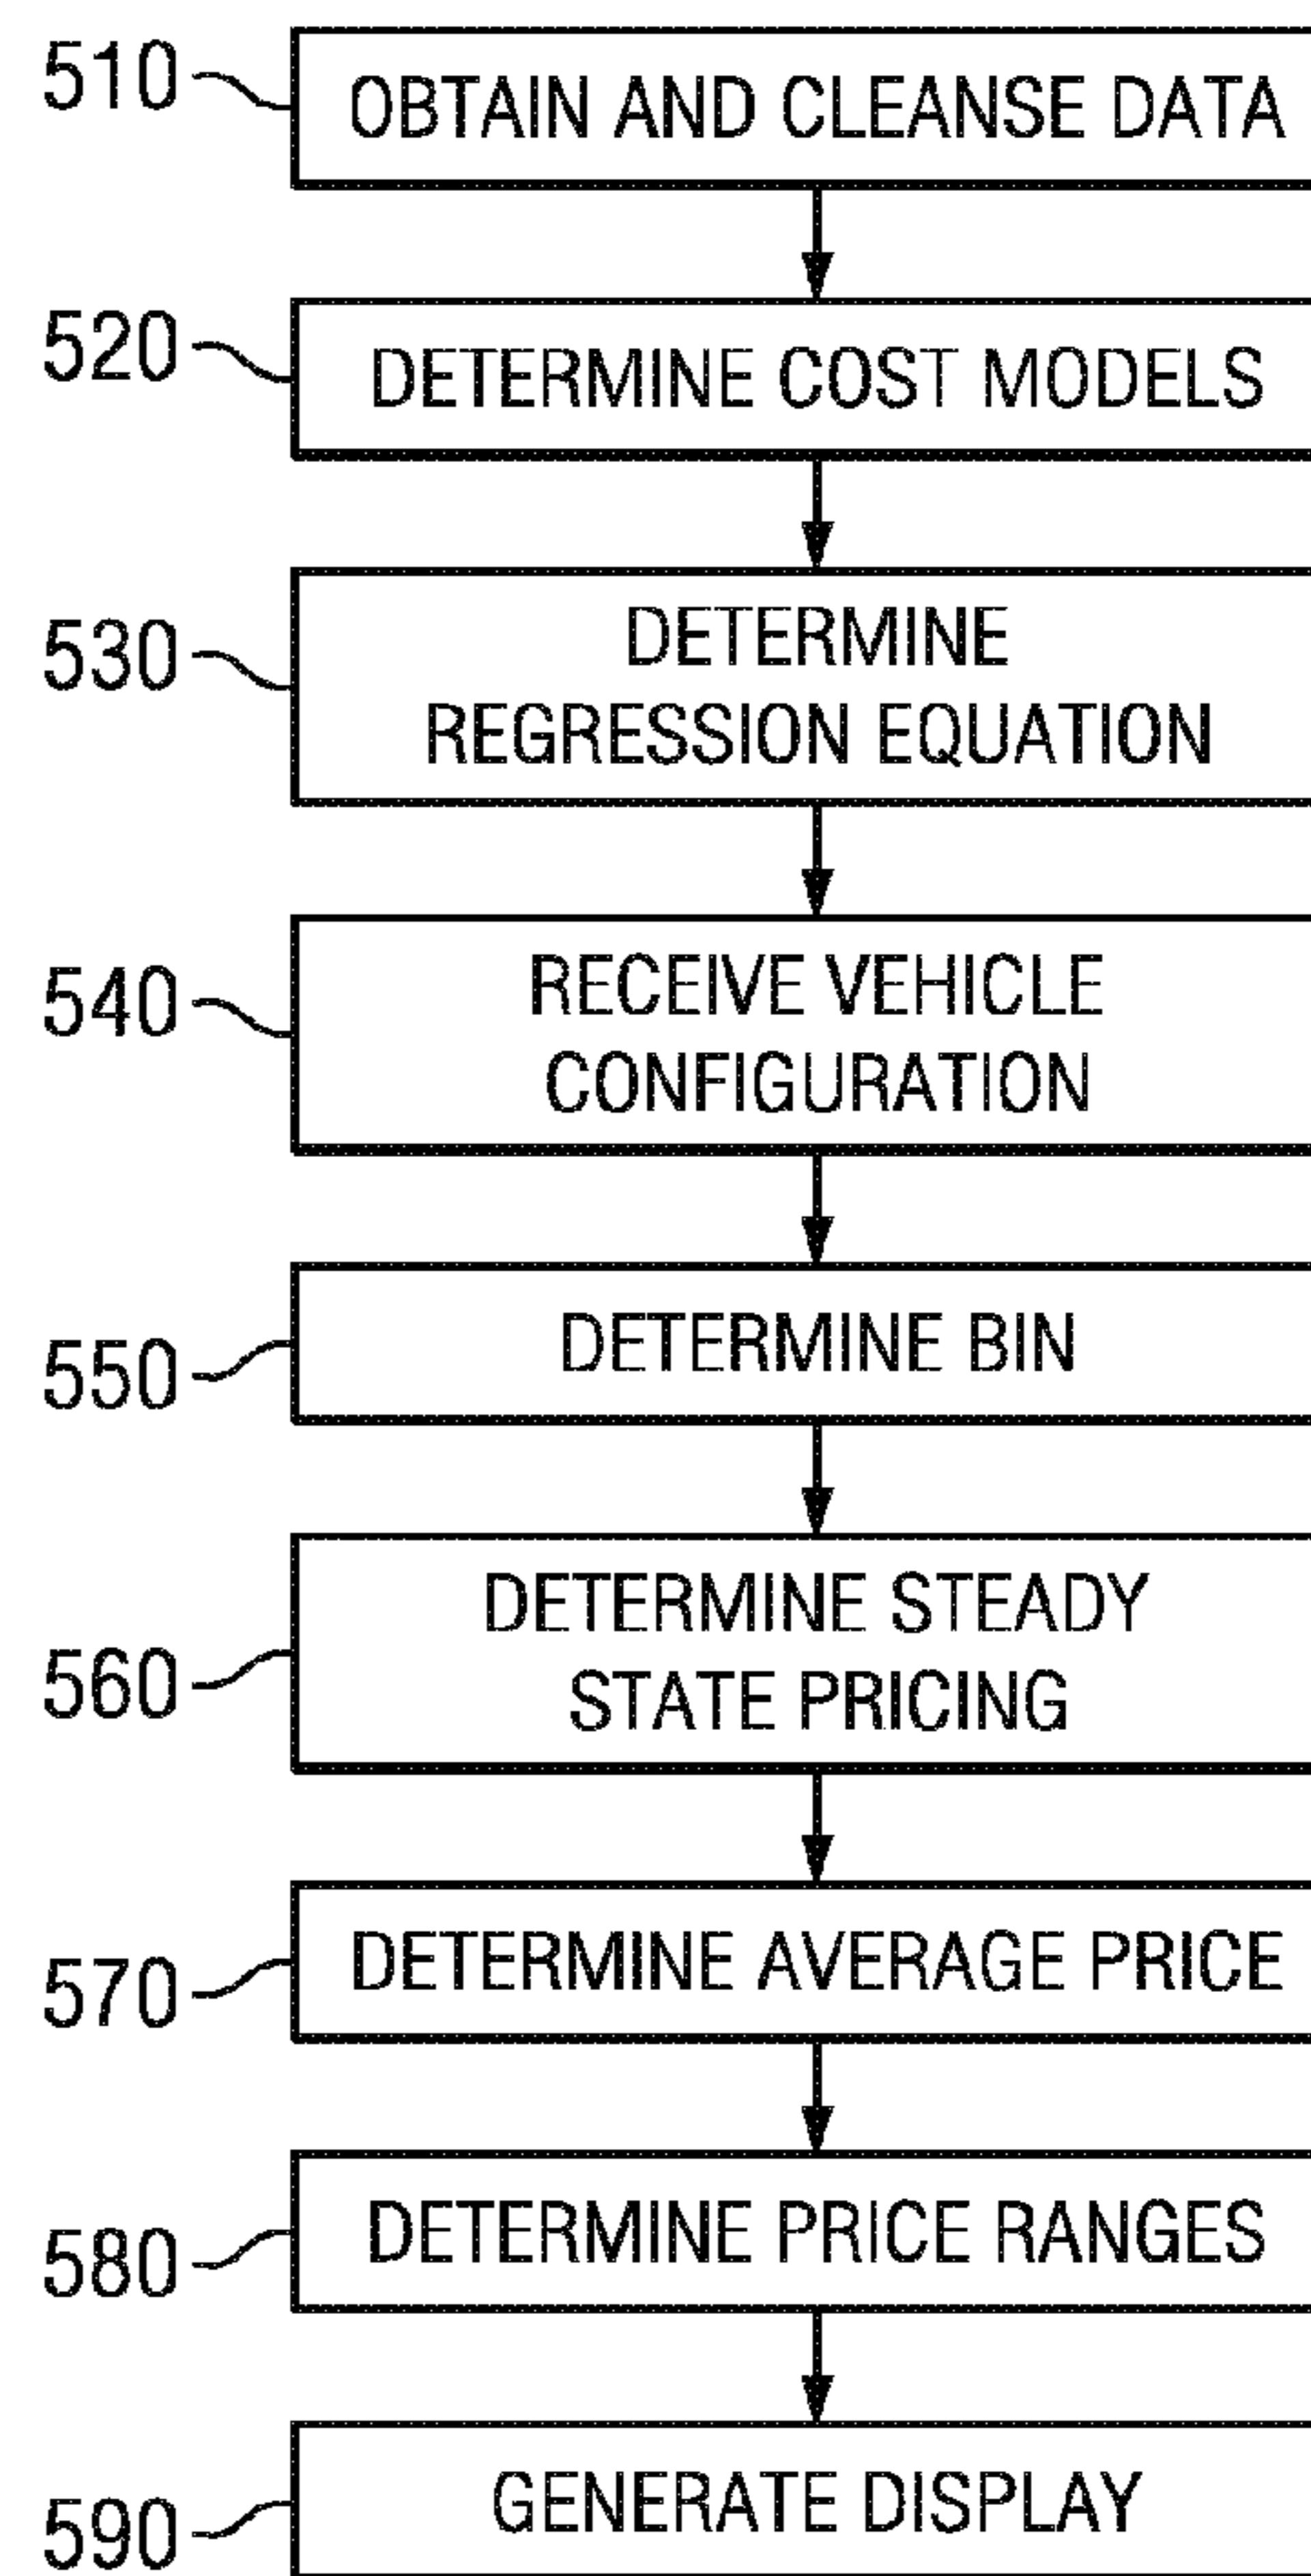 510
OBTAIN AND CLEANSE DATA
520
DETERMINE COST MODELS
530
DETERMINE
REGRESSION EQUATION
540
RECEIVE VEHICLE
CONFIGURATION
550
DETERMINE BIN
560
DETERMINE STEADY
STATE PRICING
570
DETERMINE AVERAGE PRICE
580
DETERMINE PRICE RANGES
590
GENERATE DISPLAY